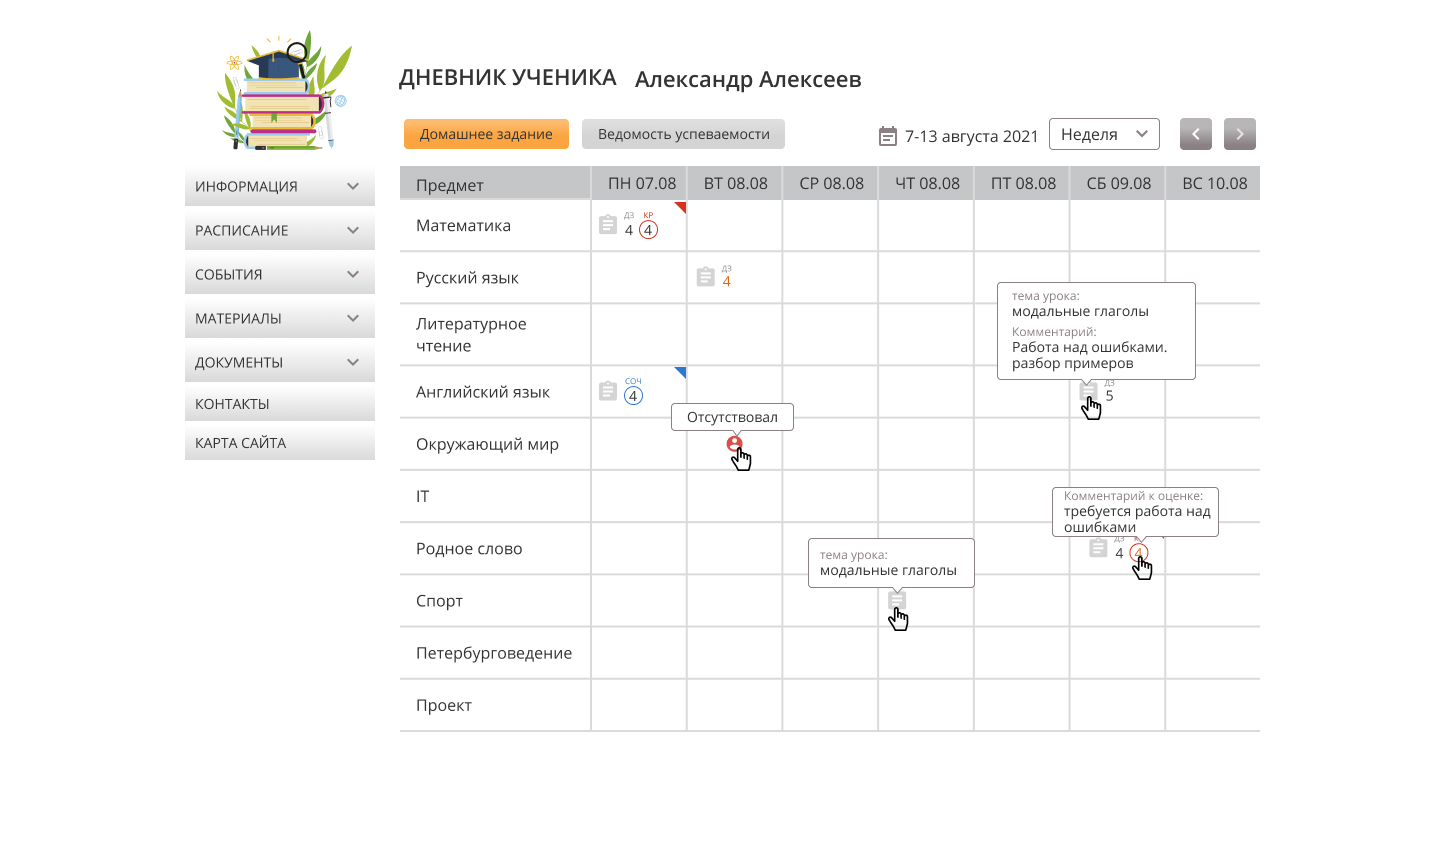 ДНЕВНИК УЧЕНИКА Александр Алексеев
Домашнее задание
Ведомость успеваемости
7-13 августа 2021
Неделя
ИНФОРМАЦИЯ
РАСПИСАНИЕ
СОБЫТИЯ
МАТЕРИАЛЫ
ДОКУМЕНТЫ
КОНТАКТЫ
КАРТА САЙТА
Предмет ПН 07.08 ВТ 08.08 СР 08.08 ЧТ 08.08 ПТ 08.08 СБ 09.08 ВС 10.08
ДЗ КР
Математика 4 4
ДЗ
Русский язык 4
тема урока:
модальные глаголы
Комментарий:
Работа над ошибками.
разбор примеров
Литературное
чтение
СОЧ ДЗ
Английский язык 4 5
Отсутствовал
Окружающий мир
IT
Комментарий к оценке:
требуется работа над
ошибками
ДЗ
Родное слово 4 4
тема урока:
модальные глаголы
Спорт
Петербурговедение
Проект